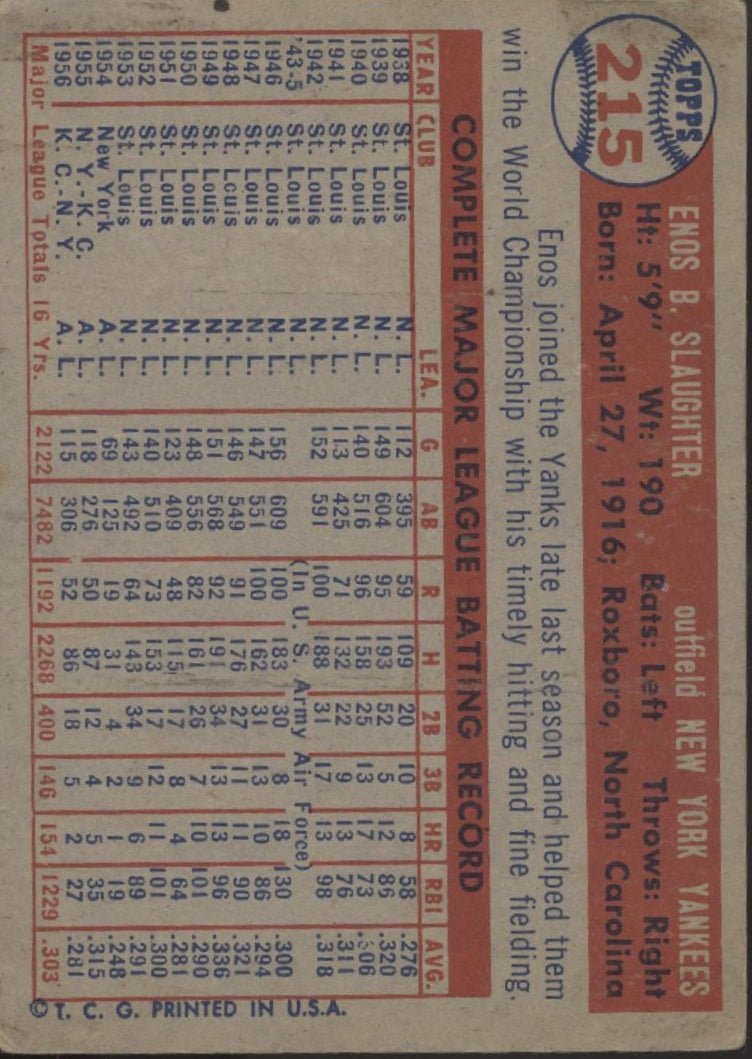 TOPPS
215
ENOS B. SLAUGHTER outfield NEW YORK YANKEES
Ht: 5'9" Wt: 190 Bats: Left Throws: Right
Born: April 27, 1916; Roxboro, North Carolina
Enos joined the Yanks late last season and helped them
win the World Championship with his timely hitting and fine fielding.
COMPLETE MAJOR LEAGUE BATTING RECORD
YEAR CLUB LEA. G AB R H 2B 3B HR RBI AVG.
1938 St. Louis N. L. 112 395 59 109 20 10 8 58 .276
1939 St. Louis N. L. 149 604 95 193 52 5 12 86 .320
1940 St. Louis N. L. 140 516 96 158 25 13 17 73 .306
1941 St. Louis N. L. 113 425 71 132 22 9 13 76 .311
1942 St. Louis N. L. 152 591 100 188 31 17 13 98 .318
'43-5 St. Louis N. L. (In U. S. Army Air Force)
1946 St. Louis N. L. 156 609 100 183 30 8 18 130 .300
1947 St. Louis N. L. 147 551 100 162 31 13 10 86 .294
1948 St. Louis N. L. 146 549 91 176 27 11 11 90 .321
1949 St. Louis N. L. 151 568 92 191 34 13 13 96 .336
1950 St. Louis N. L. 148 556 82 161 26 7 10 101 .290
1951 St. Louis N. L. 123 409 48 115 17 8 4 64 .281
1952 St. Louis N. L. 140 510 73 153 17 12 11 101 .300
1953 St. Louis N. L. 143 492 64 143 34 9 6 89 .291
1954 New York A. L. 69 125 19 31 4 2 1 19 .248
1955 N. Y.-K. C. A. L. 118 276 50 87 12 4 5 35 .315
1956 K. C.-N. Y. A. L. 115 306 52 86 18 5 2 27 .281
Major League Totals 16 Yrs. 2122 7482 1192 2268 400 146 154 1229 .303
© T. C. G. PRINTED IN U.S.A.